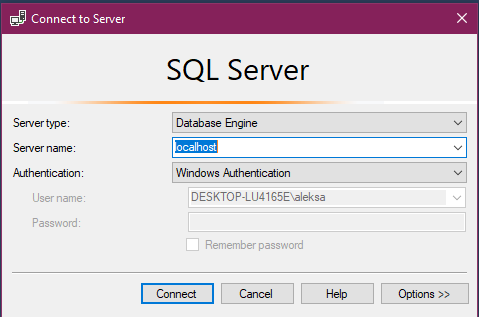 Connect to Server
SQL Server
Server type: Database Engine
Server name: localhost
Authentication: Windows Authentication
User name: DESKTOP-LU4165E\aleksa
Password:
Remember password
Connect Cancel Help Options >>